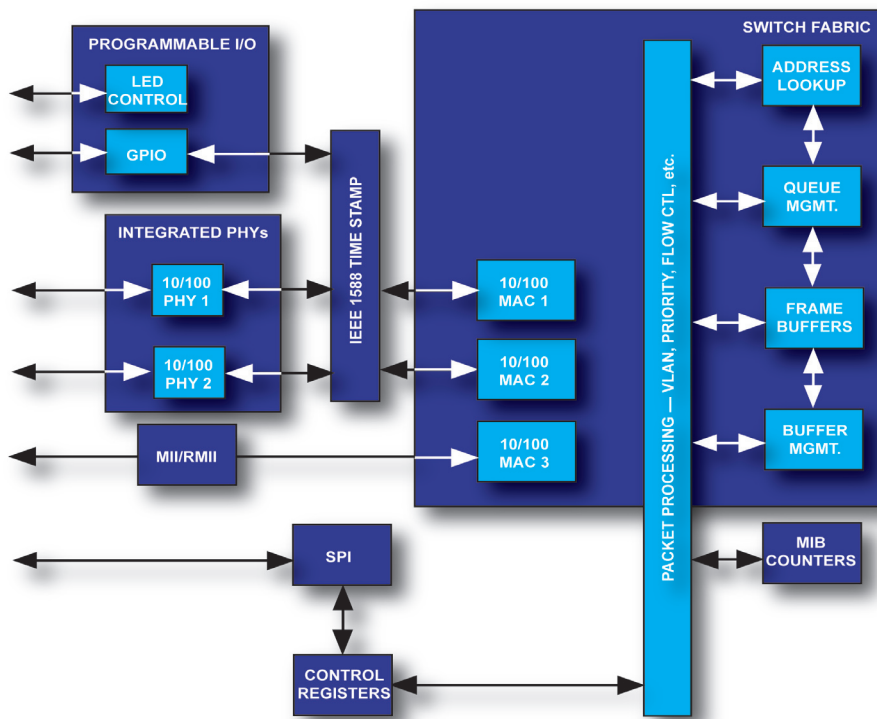 PROGRAMMABLE I/O
LED
CONTROL
GPIO
INTEGRATED PHYs
10/100
PHY 1
10/100
PHY 2
MII/RMII
IEEE 1588 TIME STAMP
SWITCH FABRIC
10/100
MAC 1
10/100
MAC 2
10/100
MAC 3
PACKET PROCESSING — VLAN, PRIORITY, FLOW CTL, etc.
ADDRESS
LOOKUP
QUEUE
MGMT.
FRAME
BUFFERS
BUFFER
MGMT.
MIB
COUNTERS
SPI
CONTROL
REGISTERS